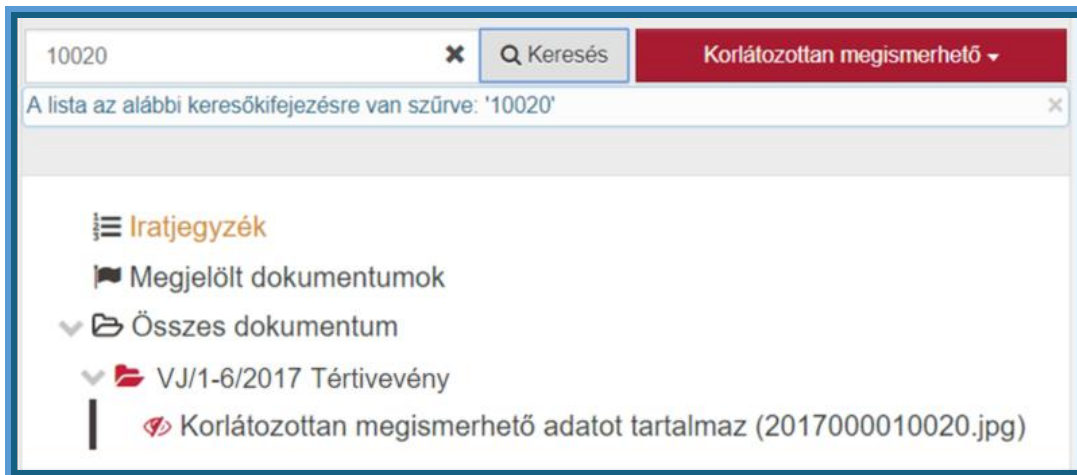 10020 Keresés Korlátozottan megismerhető
A lista az alábbi keresőkifejezésre van szűrve: '10020'
Iratjegyzék
Megjelölt dokumentumok
Összes dokumentum
VJ/1-6/2017 Tértivevény
Korlátozottan megismerhető adatot tartalmaz (2017000010020.jpg)